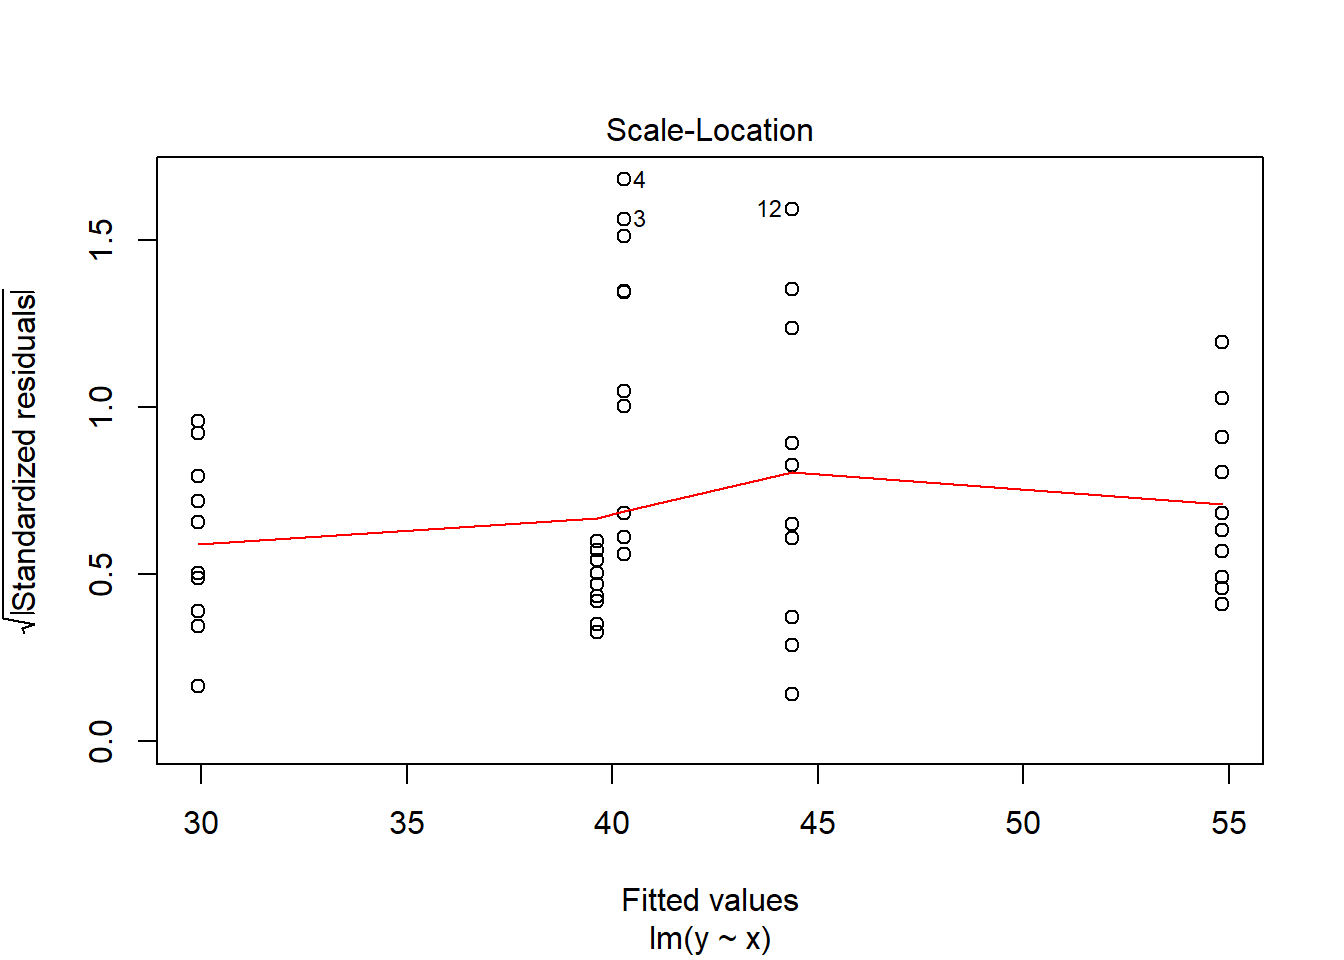 Scale-Location
√|Standardized residuals|
1.5
1.0
0.5
0.0
4
3
12
30 35 40 45 50 55
Fitted values
lm(y ~ x)